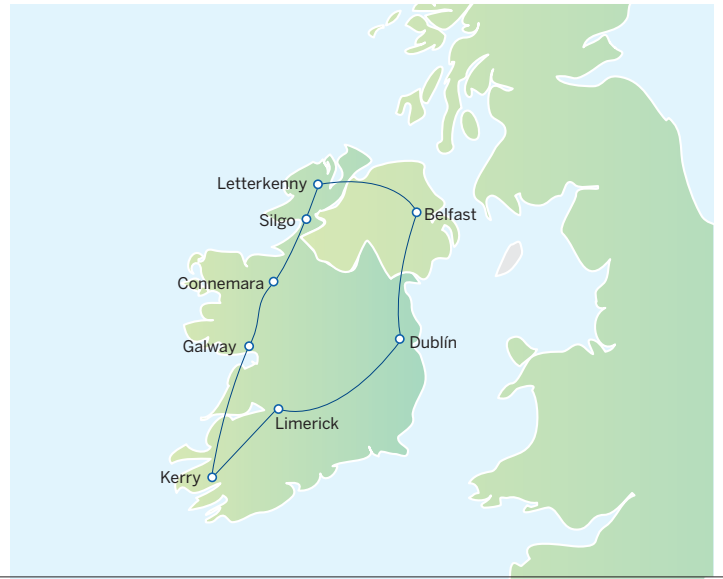 Letterkenny
Silgo
Belfast
Connemara
Galway
Dublín
Limerick
Kerry